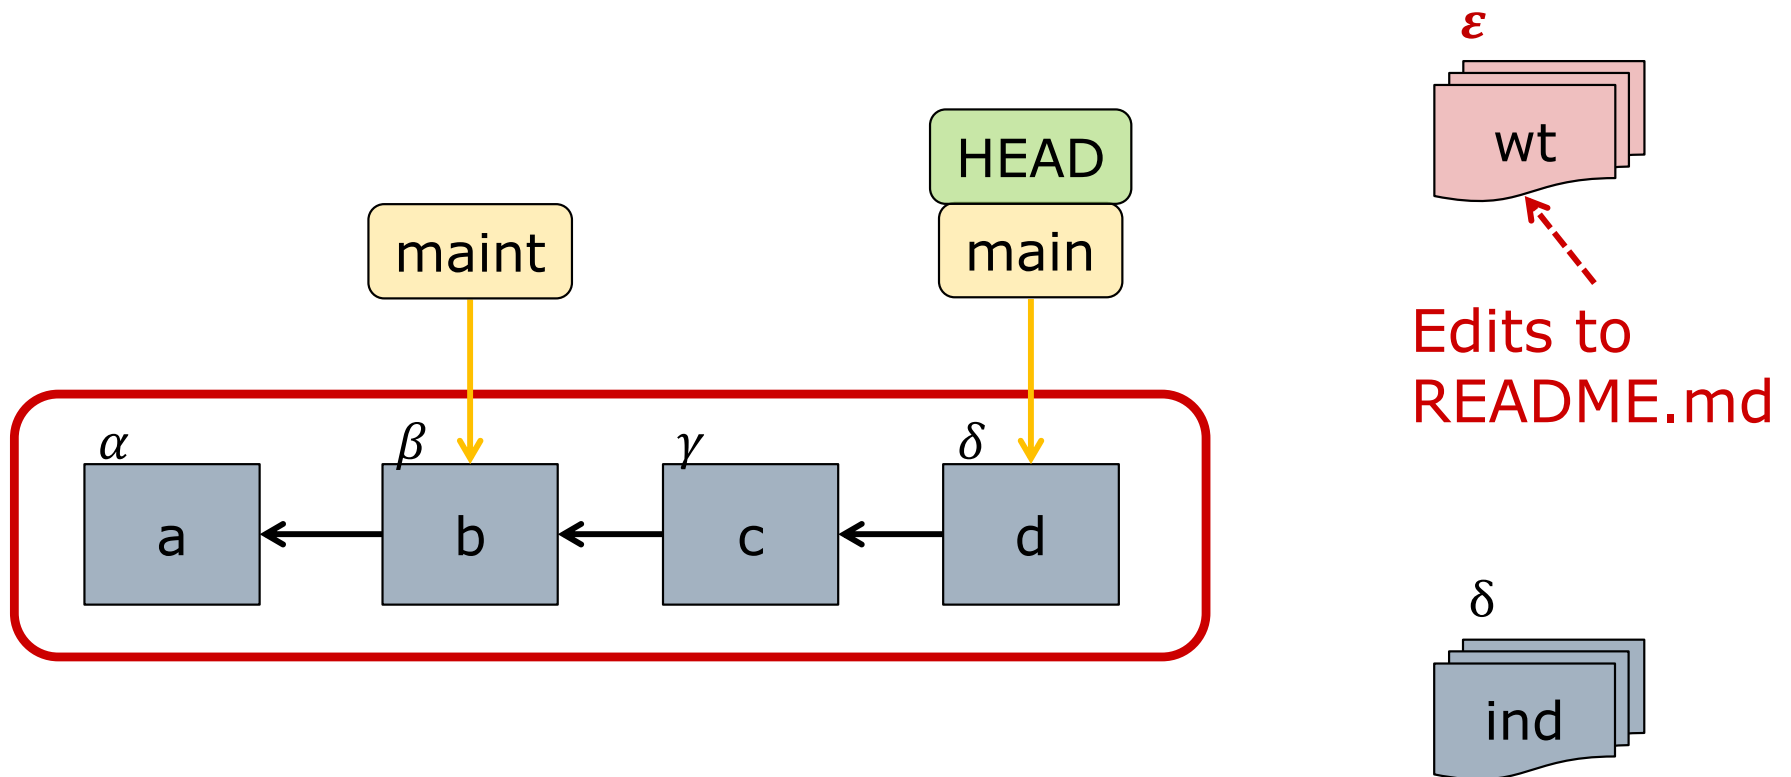 ε
wt
HEAD
maint
main
Edits to
README.md
α
β
γ
δ
a
b
c
d
δ
ind